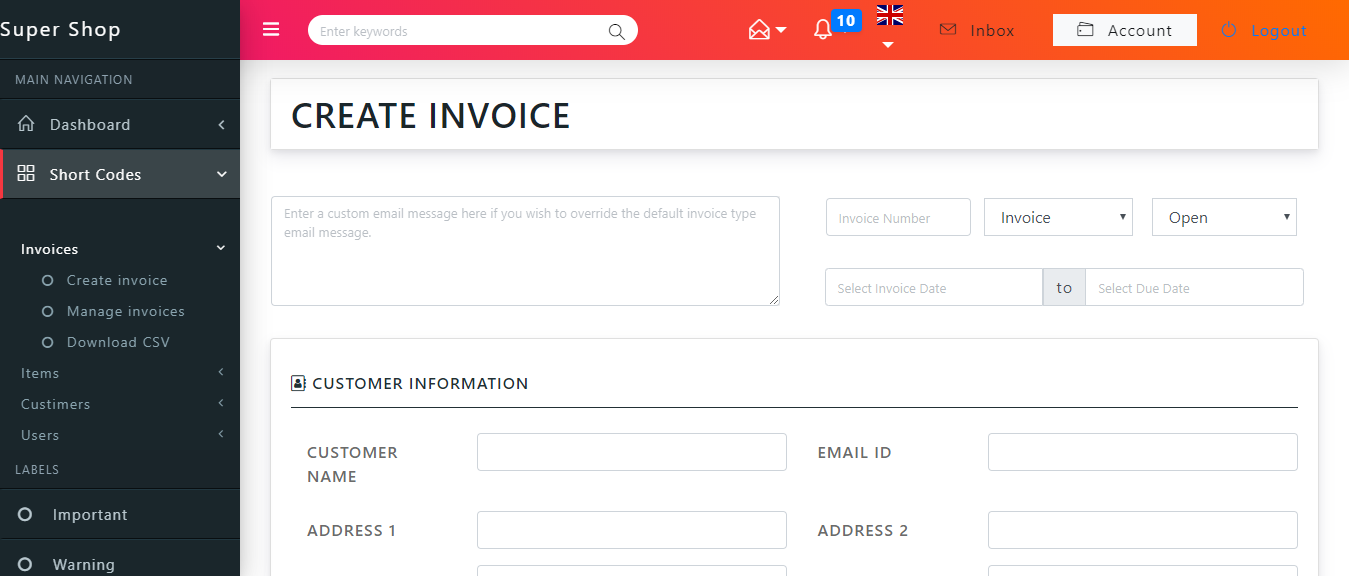 Super Shop
Enter keywords
10
Inbox
Account
Logout
MAIN NAVIGATION
Dashboard
Short Codes
Invoices
Create invoice
Manage invoices
Download CSV
Items
Custimers
Users
LABELS
Important
Warning
CREATE INVOICE
Enter a custom email message here if you wish to override the default invoice type
email message.
Invoice Number
Invoice
Open
Select Invoice Date
to
Select Due Date
CUSTOMER INFORMATION
CUSTOMER
NAME
EMAIL ID
ADDRESS 1
ADDRESS 2